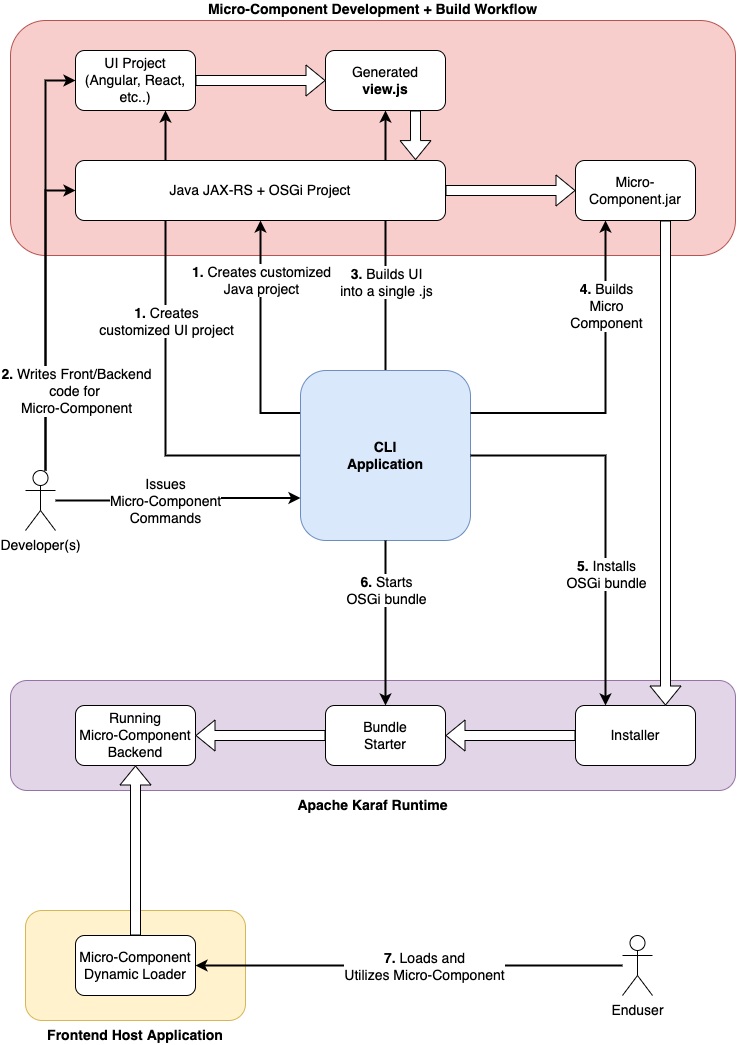 Micro-Component Development + Build Workflow
UI Project
(Angular, React,
etc..)
Generated
view.js
Java JAX-RS + OSGi Project
Micro-
Component.jar
1. Creates customized
Java project
3. Builds UI
into a single .js
4. Builds
Micro
Component
1. Creates
customized UI project
2. Writes Front/Backend
code for
Micro-Component
CLI
Application
Issues
Micro-Component
Commands
Developer(s)
6. Starts
OSGi bundle
5. Installs
OSGi bundle
Running
Micro-Component
Backend
Bundle
Starter
Installer
Apache Karaf Runtime
Micro-Component
Dynamic Loader
7. Loads and
Utilizes Micro-Component
Enduser
Frontend Host Application